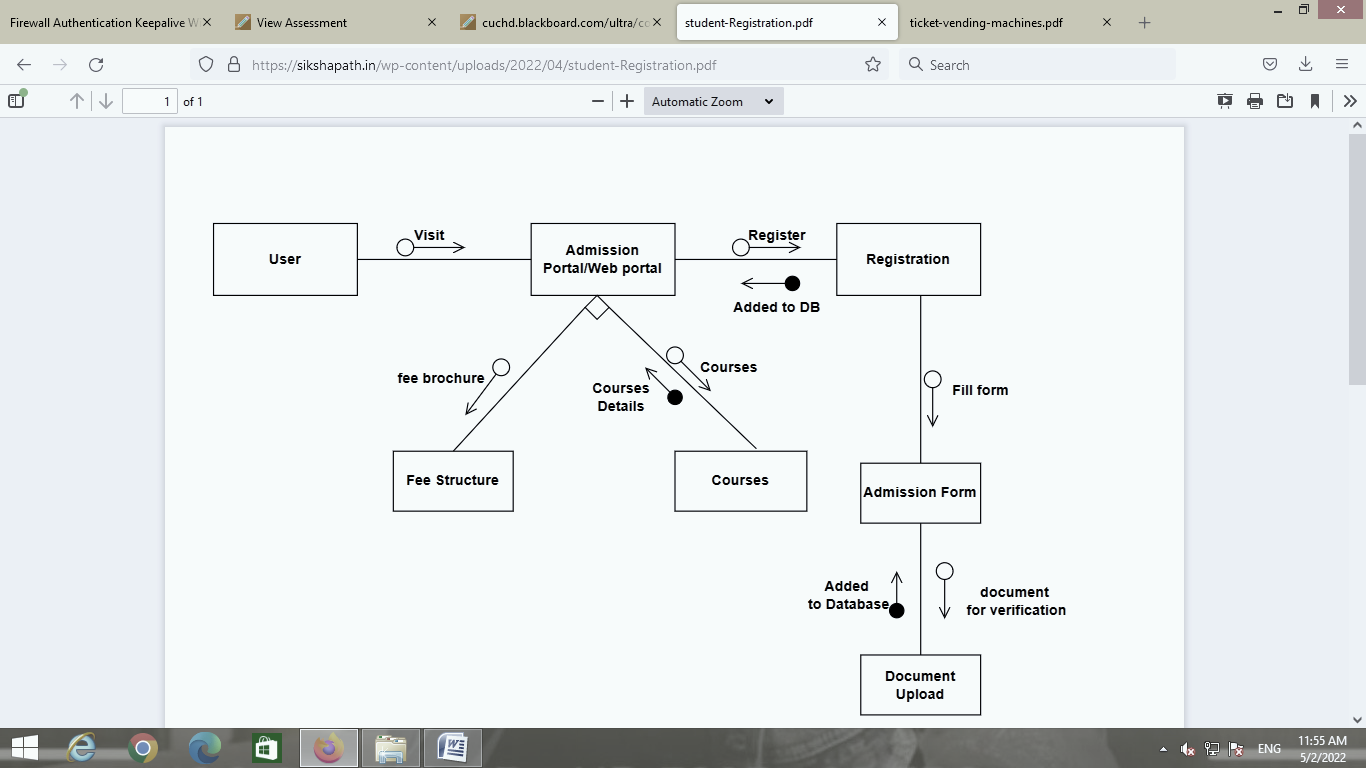 Firewall Authentication Keepalive W
View Assessment
cuchd.blackboard.com/ultra/co
student-Registration.pdf
ticket-vending-machines.pdf
https://sikshapath.in/wp-content/uploads/2022/04/student-Registration.pdf
Search
1 of 1
Automatic Zoom
Visit
Register
User
Admission
Portal/Web portal
Registration
Added to DB
fee brochure
Courses
Details
Courses
Fill form
Fee Structure
Courses
Admission Form
Added
to Database
document
for verification
Document
Upload
ENG
11:55 AM
5/2/2022